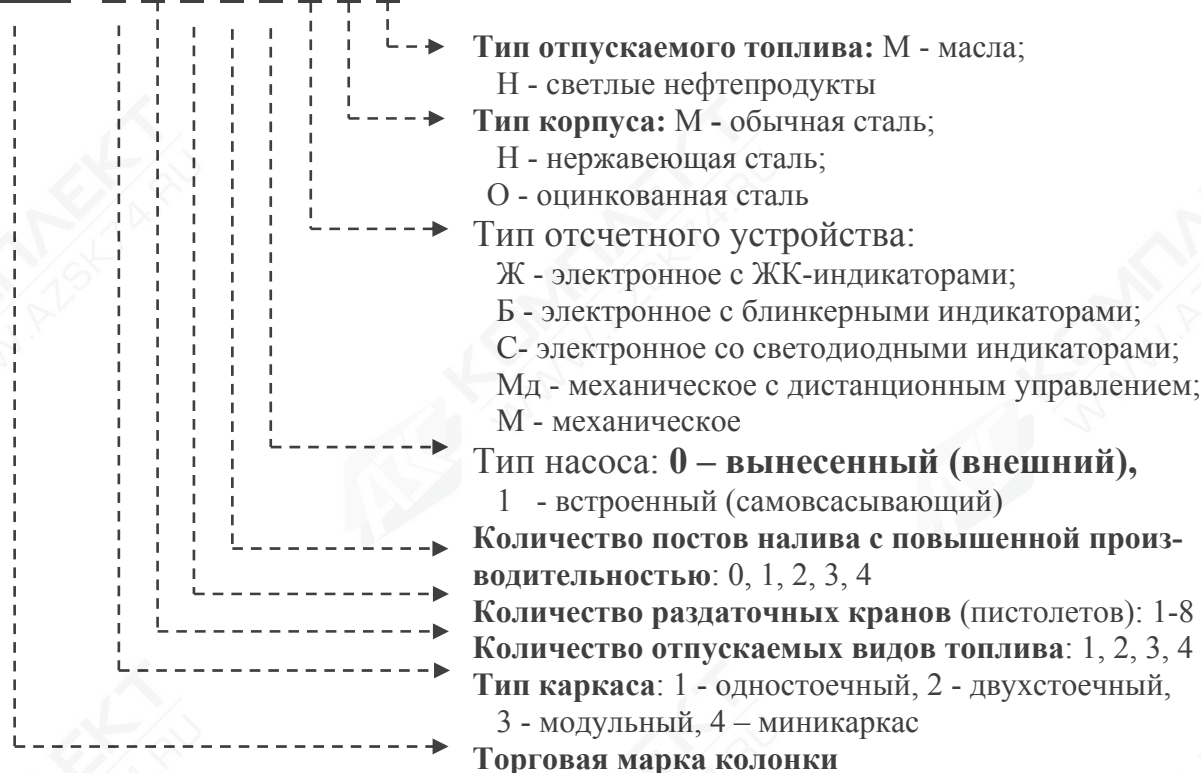 Тип отпускаемого топлива: М - масла;
Н - светлые нефтепродукты
Тип корпуса: М - обычная сталь;
Н - нержавеющая сталь;
О - оцинкованная сталь
Тип отсчетного устройства:
Ж - электронное с ЖК-индикаторами;
Б - электронное с блинкерными индикаторами;
С- электронное со светодиодными индикаторами;
Мд - механическое с дистанционным управлением;
М - механическое
Тип насоса: 0 – вынесенный (внешний),
1 - встроенный (самовсасывающий)
Количество постов налива с повышенной произ-
водительностью: 0, 1, 2, 3, 4
Количество раздаточных кранов (пистолетов): 1-8
Количество отпускаемых видов топлива: 1, 2, 3, 4
Тип каркаса: 1 - одностоечный, 2 - двухстоечный,
3 - модульный, 4 – миникаркас
Торговая марка колонки